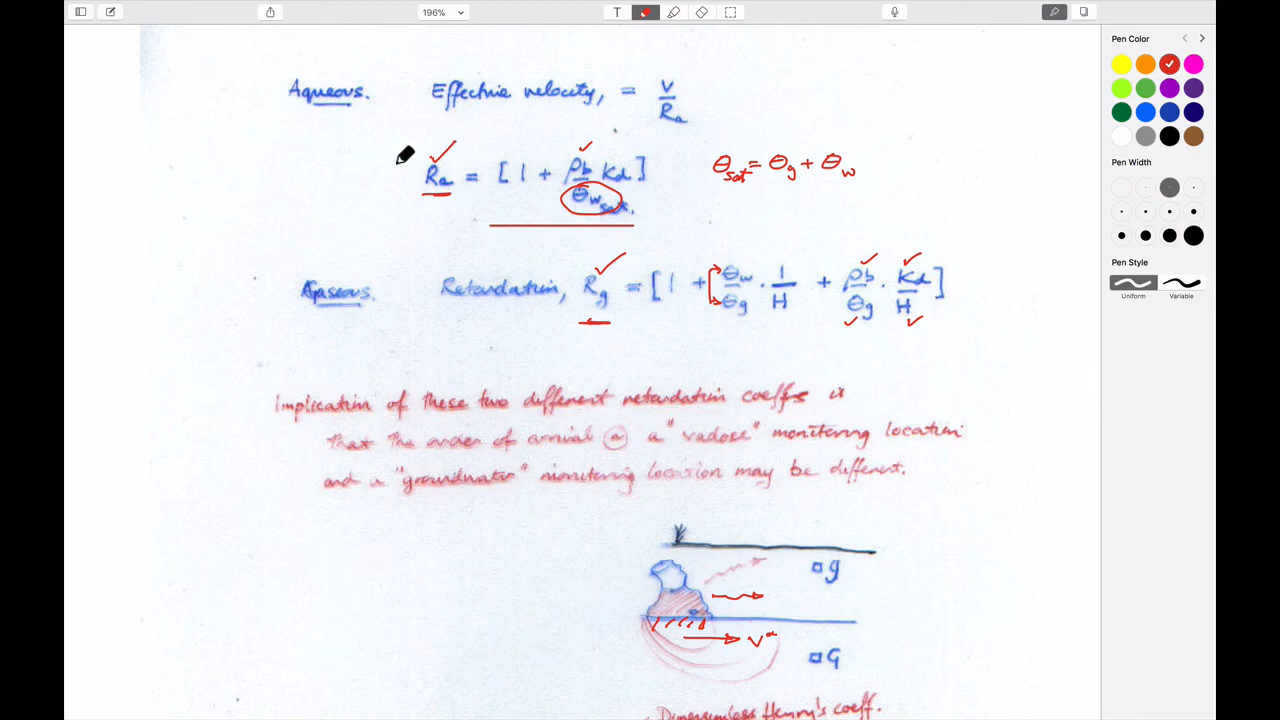 196%
T
Pen Color
Aqueous. Effective velocity, = v / Ra
Ra = [ 1 + ρb / θw sat. Kd ]
θsat = θg + θw
Pen Width
Pen Style
Uniform Variable
Gaseous. Retardation, Rg = [ 1 + θw / θg . 1 / H + ρb / θg . Kd / H ]
Implication of these two different retardation coeffs is
that the order of arrival @ a "vadose" monitoring location
and a "groundwater" monitoring location may be different.
g
v*
G
Dimensionless Henry's coeff.